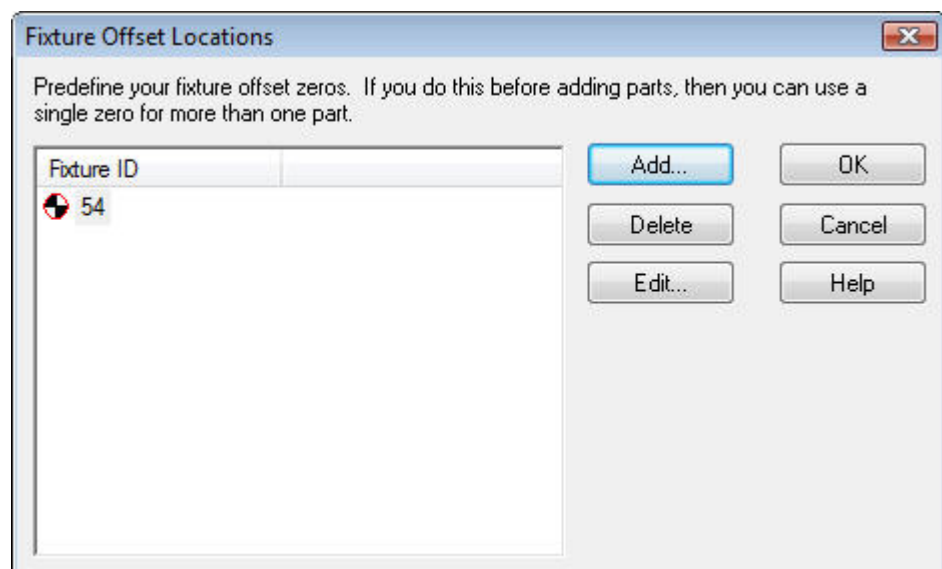 Fixture Offset Locations
Predefine your fixture offset zeros.  If you do this before adding parts, then you can use a
single zero for more than one part.
Fixture ID
54
Add...
OK
Delete
Cancel
Edit...
Help